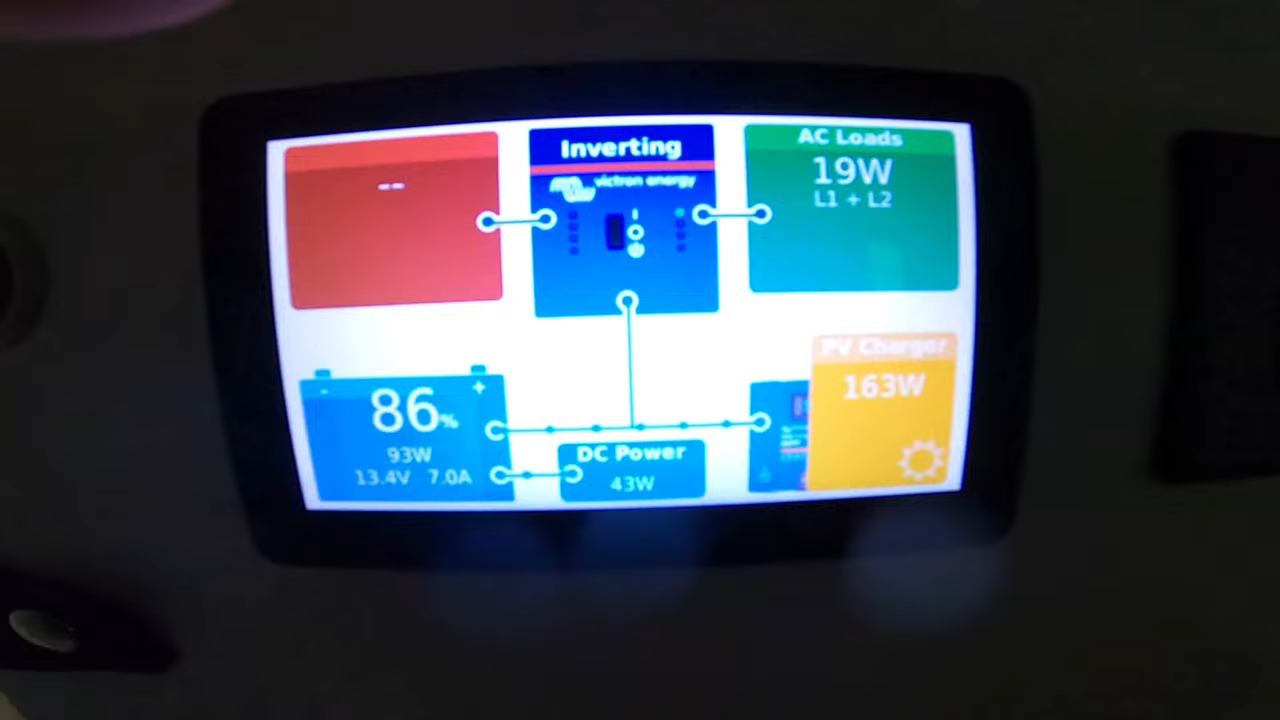 --
Inverting
victron energy
AC Loads
19W
L1 + L2
86%
93W
13.4V 7.0A
DC Power
43W
PV Charger
163W